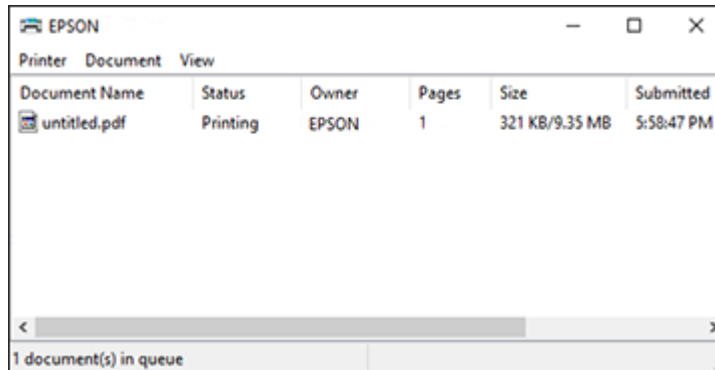 EPSON
Printer Document View
Document Name Status Owner Pages Size Submitted
untitled.pdf Printing EPSON 1 321 KB/9.35 MB 5:58:47 PM
1 document(s) in queue